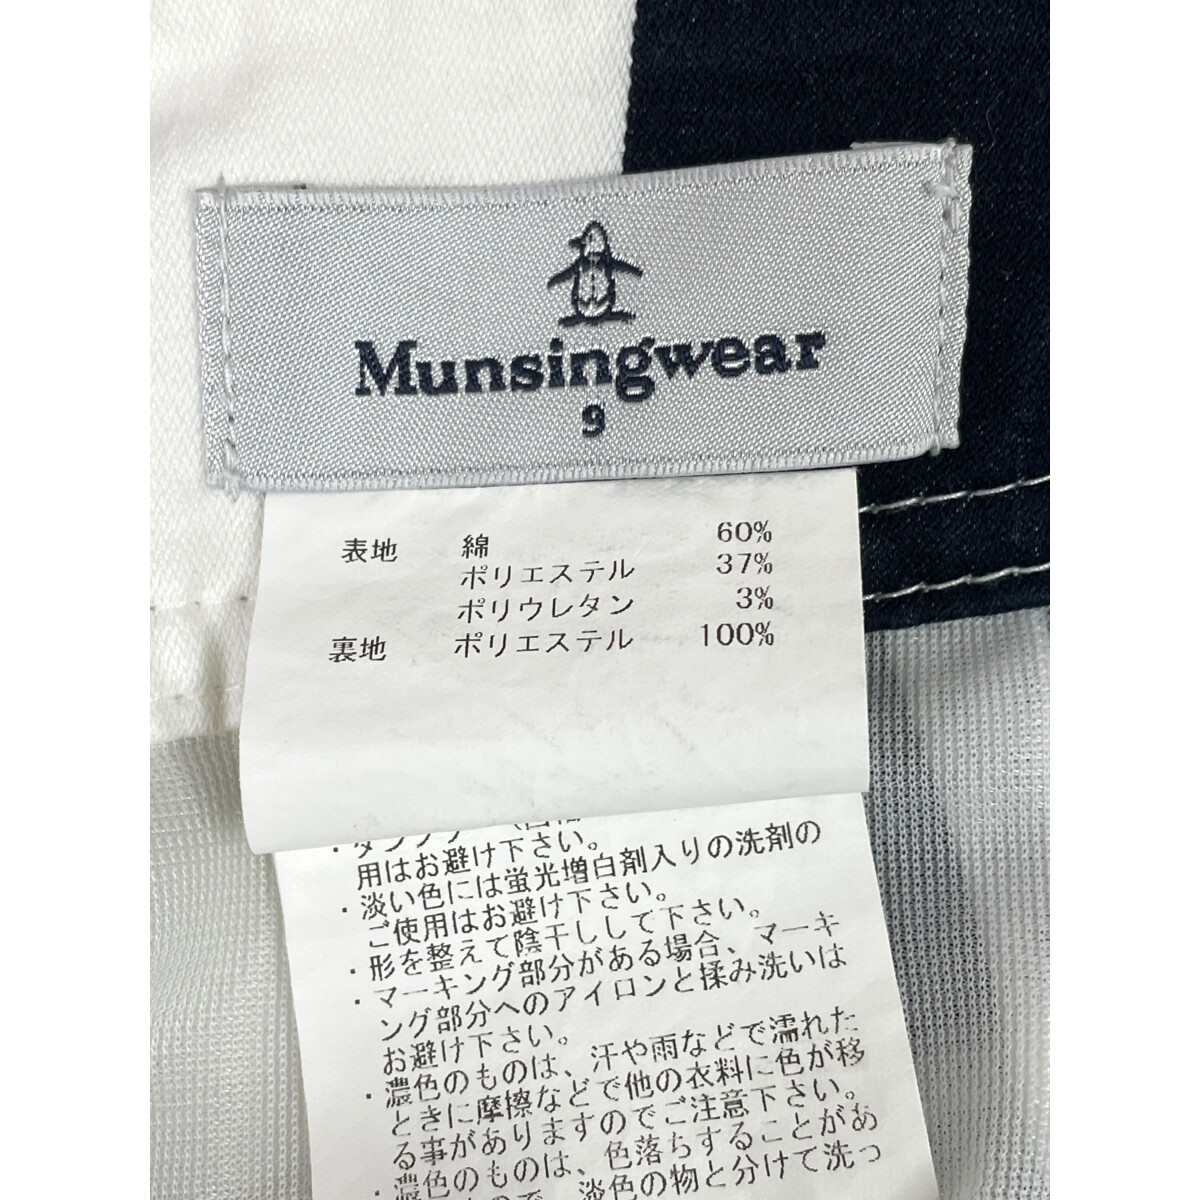 Munsingwear
9
表地 綿 60%
ポリエステル 37%
ポリウレタン 3%
裏地 ポリエステル 100%
用はお避け下さい。
・淡い色には蛍光増白剤入りの洗剤の
ご使用はお避け下さい。
・形を整えて陰干しして下さい。
・マーキング部分がある場合、マーキ
ング部分へのアイロンと揉み洗いは
お避け下さい。
・濃色のものは、汗や雨などで濡れた
ときに摩擦などで他の衣料に色が移
る事がありますのでご注意下さい。
・濃色のものは、色落ちすることがあ
淡色の物と分けて洗っ